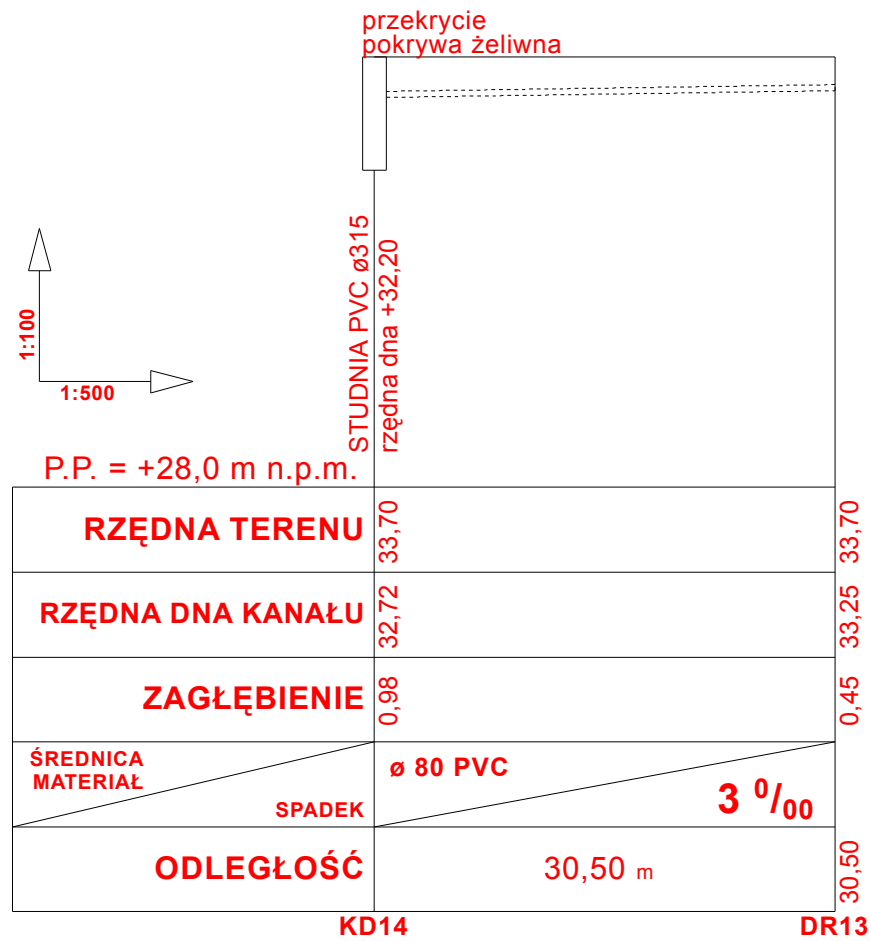 przekrycie
pokrywa żeliwna
STUDNIA PVC ø315
rzędna dna +32,20
1:100
1:500
P.P. = +28,0 m n.p.m.
RZĘDNA TERENU 33,70 33,70
RZĘDNA DNA KANAŁU 32,72 33,25
ZAGŁĘBIENIE 0,98 0,45
ŚREDNICA
MATERIAŁ
SPADEK
ø 80 PVC
3 ⁰/₀₀
ODLEGŁOŚĆ 30,50 m 30,50
KD14 DR13